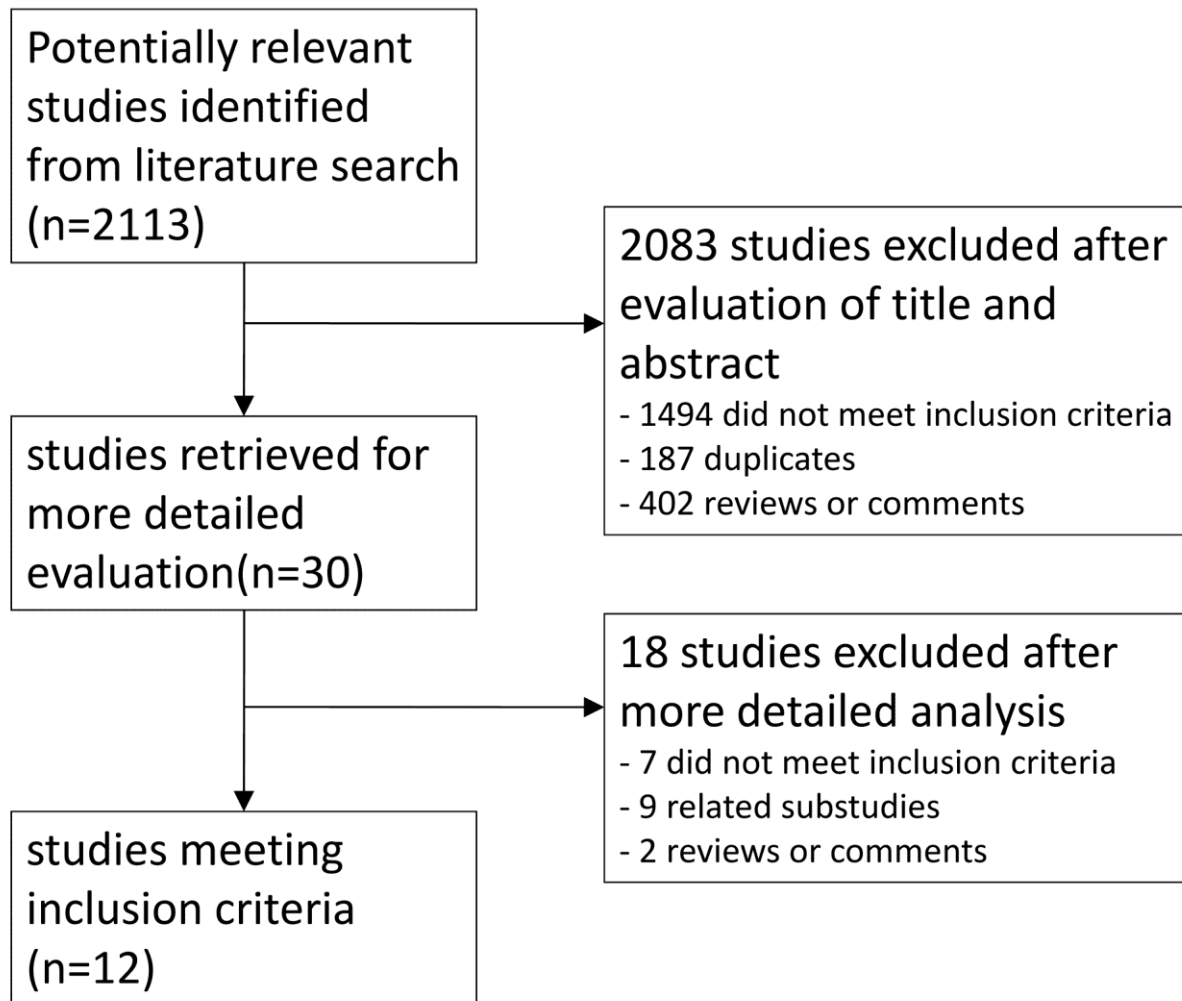 Potentially relevant
studies identified
from literature search
(n=2113)
2083 studies excluded after
evaluation of title and
abstract
- 1494 did not meet inclusion criteria
- 187 duplicates
- 402 reviews or comments
studies retrieved for
more detailed
evaluation(n=30)
18 studies excluded after
more detailed analysis
- 7 did not meet inclusion criteria
- 9 related substudies
- 2 reviews or comments
studies meeting
inclusion criteria
(n=12)